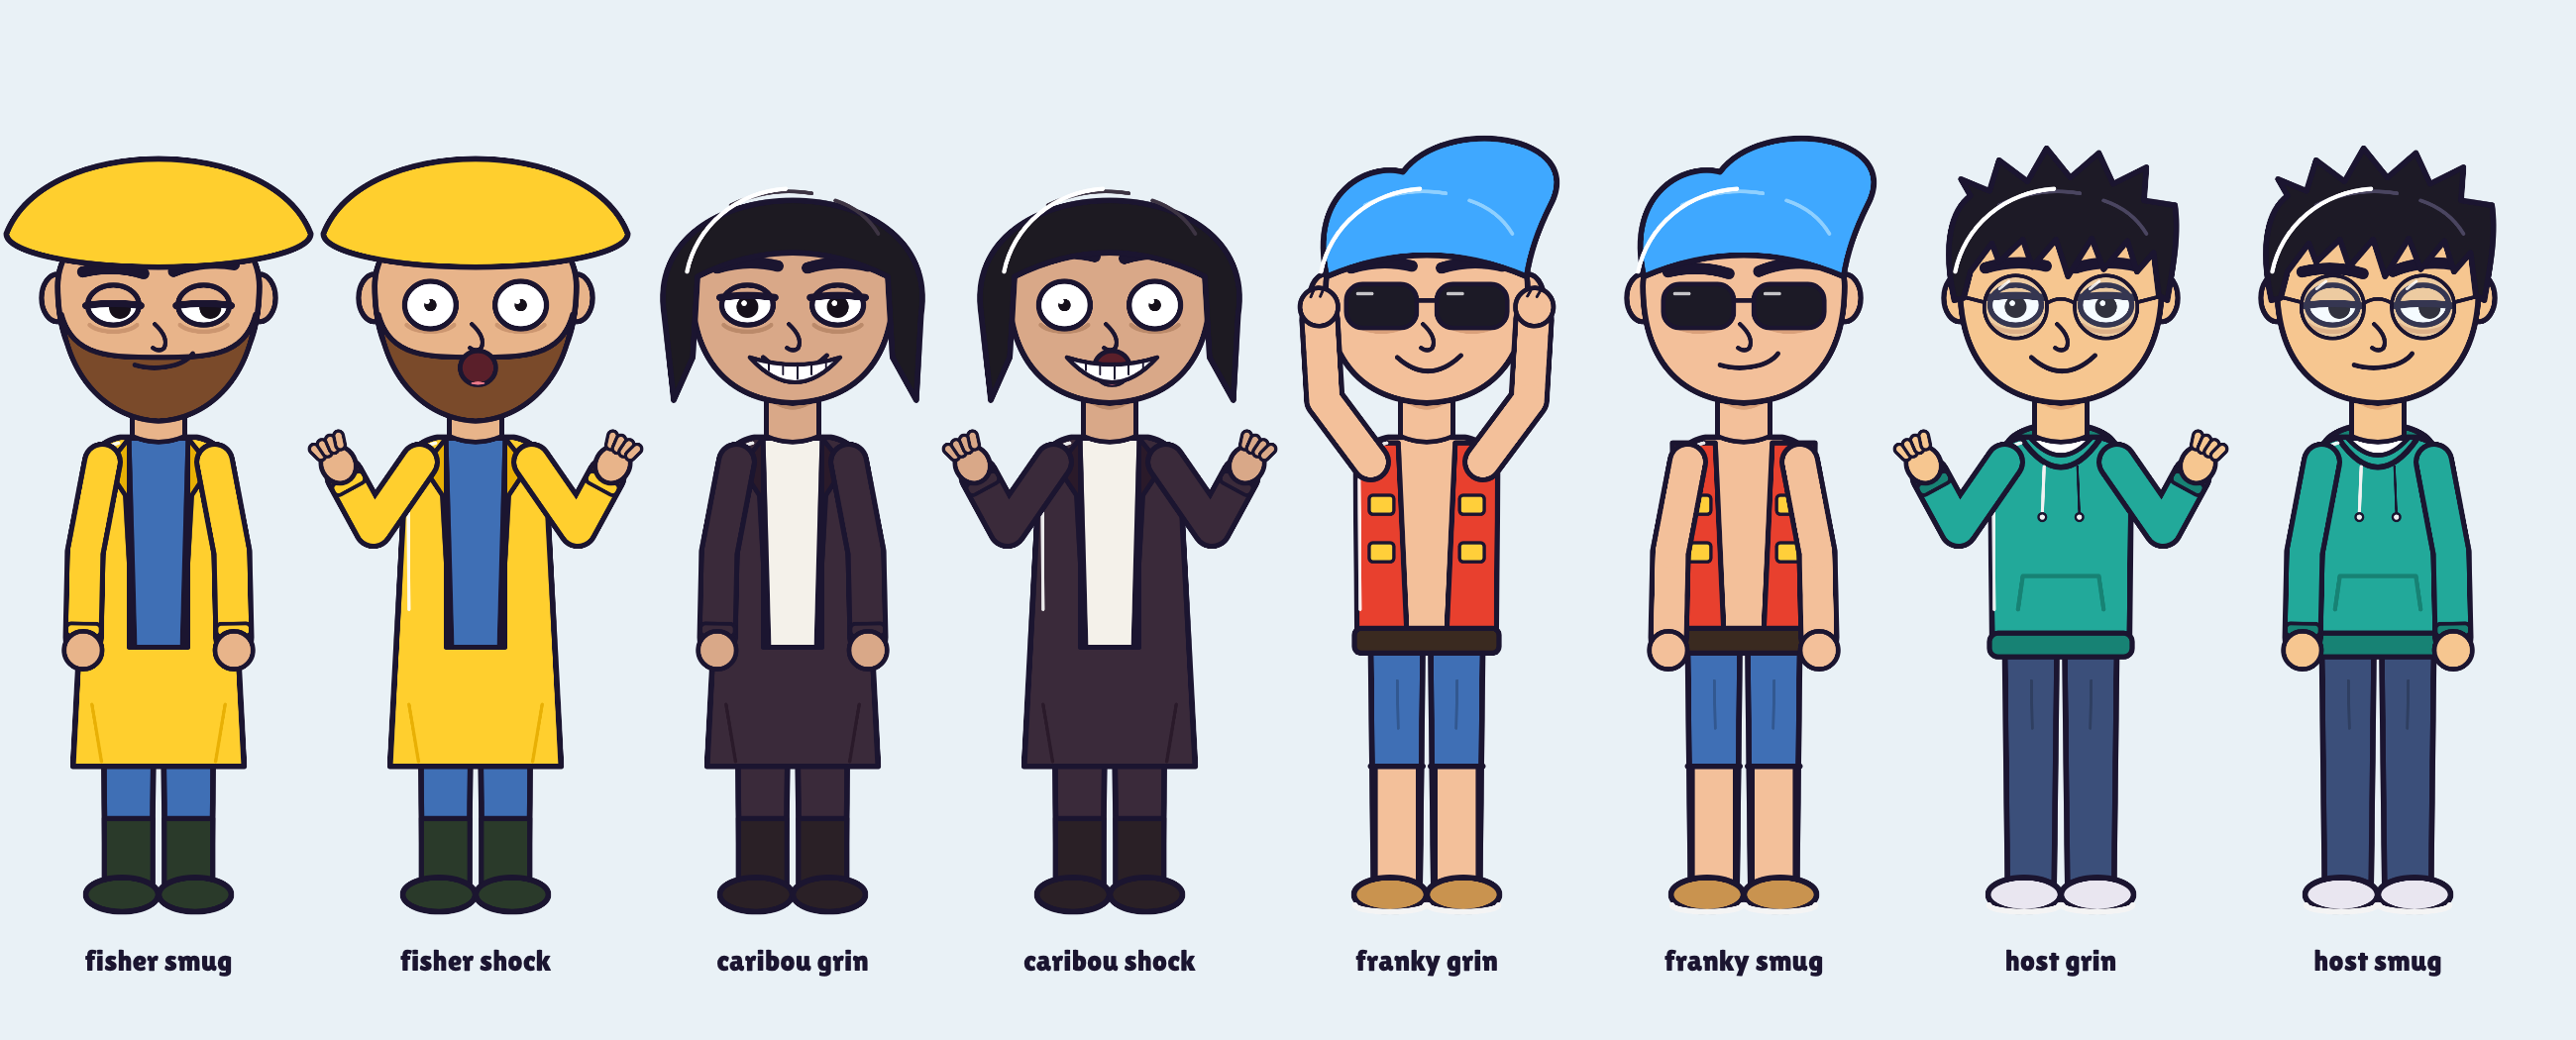 fisher smug
fisher shock
caribou grin
caribou shock
franky grin
franky smug
host grin
host smug